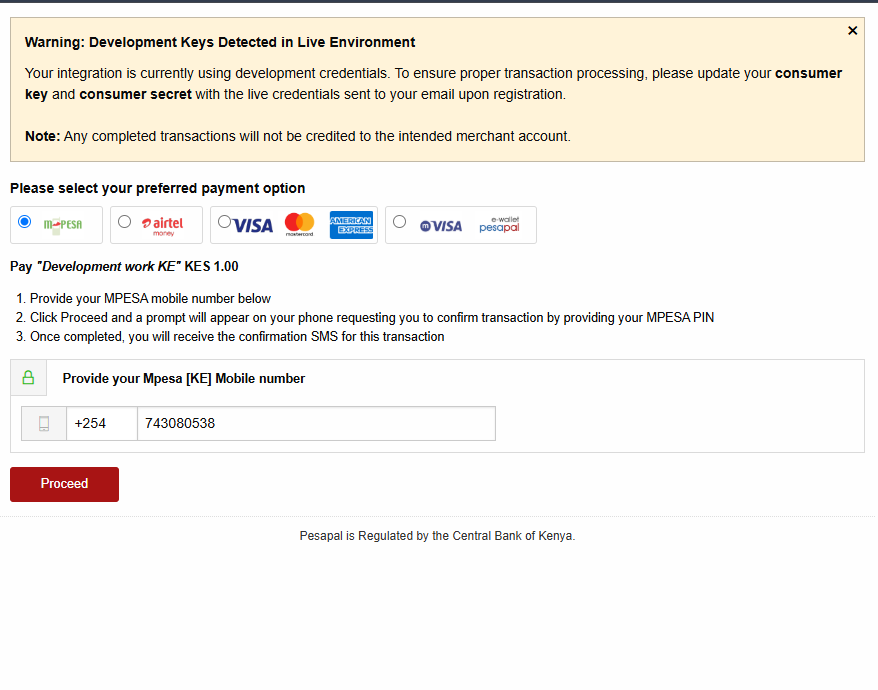 Warning: Development Keys Detected in Live Environment
×
Your integration is currently using development credentials. To ensure proper transaction processing, please update your consumer
key and consumer secret with the live credentials sent to your email upon registration.
Note: Any completed transactions will not be credited to the intended merchant account.
Please select your preferred payment option
m-PESA airtel money VISA mastercard AMERICAN EXPRESS mVISA e-wallet pesapal
Pay "Development work KE" KES 1.00
1. Provide your MPESA mobile number below
2. Click Proceed and a prompt will appear on your phone requesting you to confirm transaction by providing your MPESA PIN
3. Once completed, you will receive the confirmation SMS for this transaction
Provide your Mpesa [KE] Mobile number
+254 743080538
Proceed
Pesapal is Regulated by the Central Bank of Kenya.